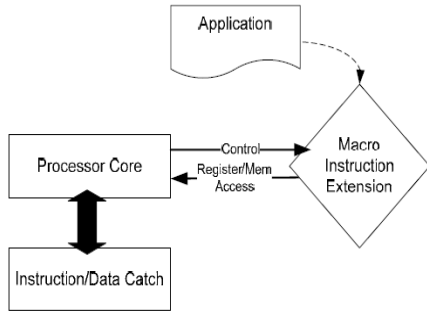 Application
Control
Register/Mem
Access
Processor Core
Macro
Instruction
Extension
Instruction/Data Catch